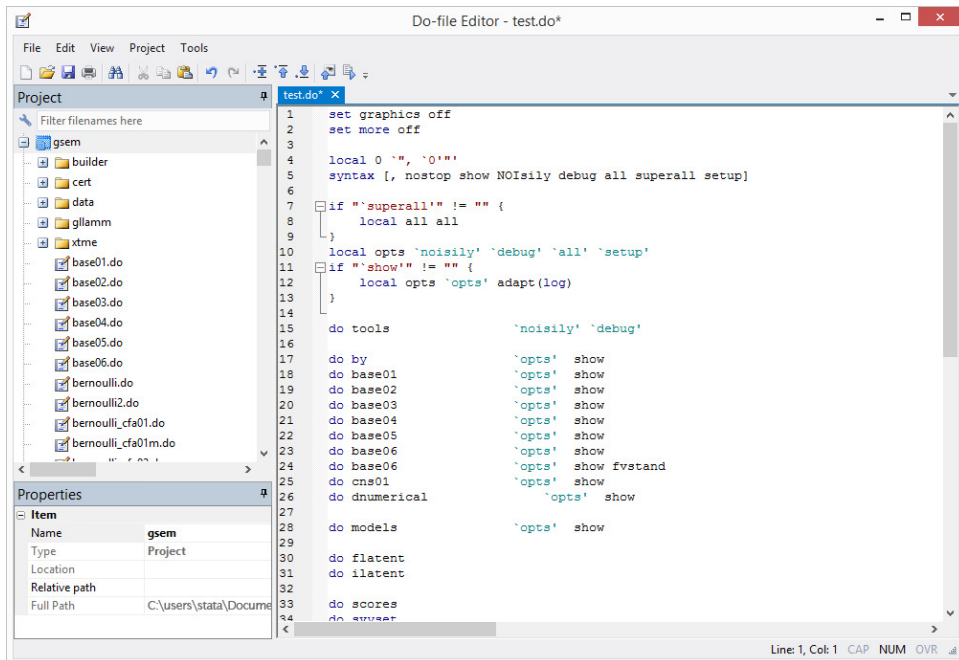 Do-file Editor - test.do*
File Edit View Project Tools
Project
Filter filenames here
gsem
builder
cert
data
gllamm
xtme
base01.do
base02.do
base03.do
base04.do
base05.do
base06.do
bernoulli.do
bernoulli2.do
bernoulli_cfa01.do
bernoulli_cfa01m.do
Properties
Item
Name gsem
Type Project
Location
Relative path
Full Path C:\users\stata\Docume
test.do*
1 set graphics off
2 set more off
3
4 local 0 `", `0'"'
5 syntax [, nostop show NOIsily debug all superall setup]
6
7 if "`superall'" != "" {
8 local all all
9 }
10 local opts `noisily' `debug' `all' `setup'
11 if "`show'" != "" {
12 local opts `opts' adapt(log)
13 }
14
15 do tools `noisily' `debug'
16
17 do by `opts' show
18 do base01 `opts' show
19 do base02 `opts' show
20 do base03 `opts' show
21 do base04 `opts' show
22 do base05 `opts' show
23 do base06 `opts' show
24 do base06 `opts' show fvstand
25 do cns01 `opts' show
26 do dnumerical `opts' show
27
28 do models `opts' show
29
30 do flatent
31 do ilatent
32
33 do scores
34 do svyset
Line: 1, Col: 1 CAP NUM OVR